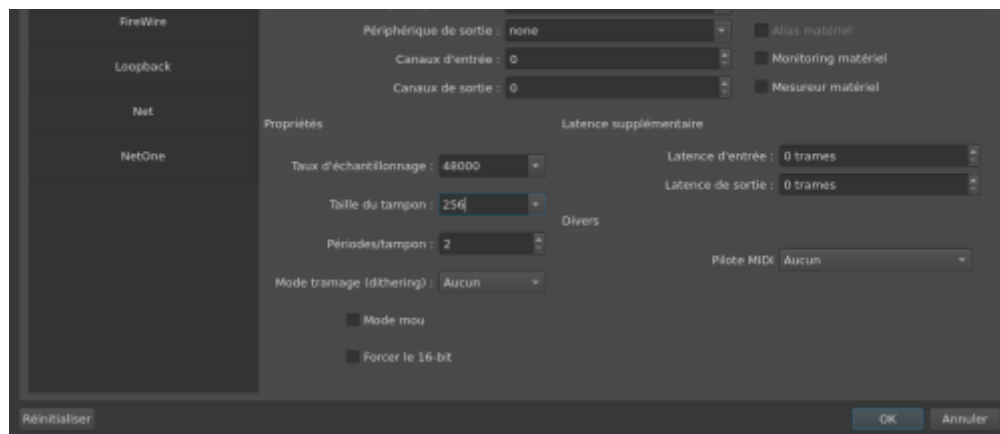 FireWire
Loopback
Net
NetOne
Périphérique de sortie : none
Alias matériel
Canaux d'entrée : 0
Monitoring matériel
Canaux de sortie : 0
Mesureur matériel
Propriétés
Taux d'échantillonnage : 48000
Taille du tampon : 256
Périodes/tampon : 2
Mode tramage (dithering) : Aucun
Mode mou
Forcer le 16-bit
Latence supplémentaire
Latence d'entrée : 0 trames
Latence de sortie : 0 trames
Divers
Pilote MIDI Aucun
Réinitialiser
OK
Annuler